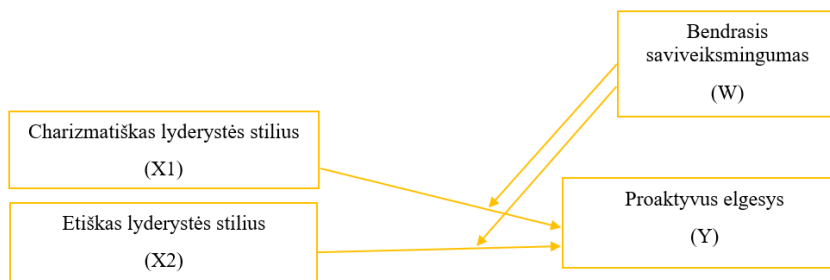 Bendrasis
saviveiksmingumas
(W)
Charizmatiškas lyderystės stilius
(X1)
Etiškas lyderystės stilius
(X2)
Proaktyvus elgesys
(Y)